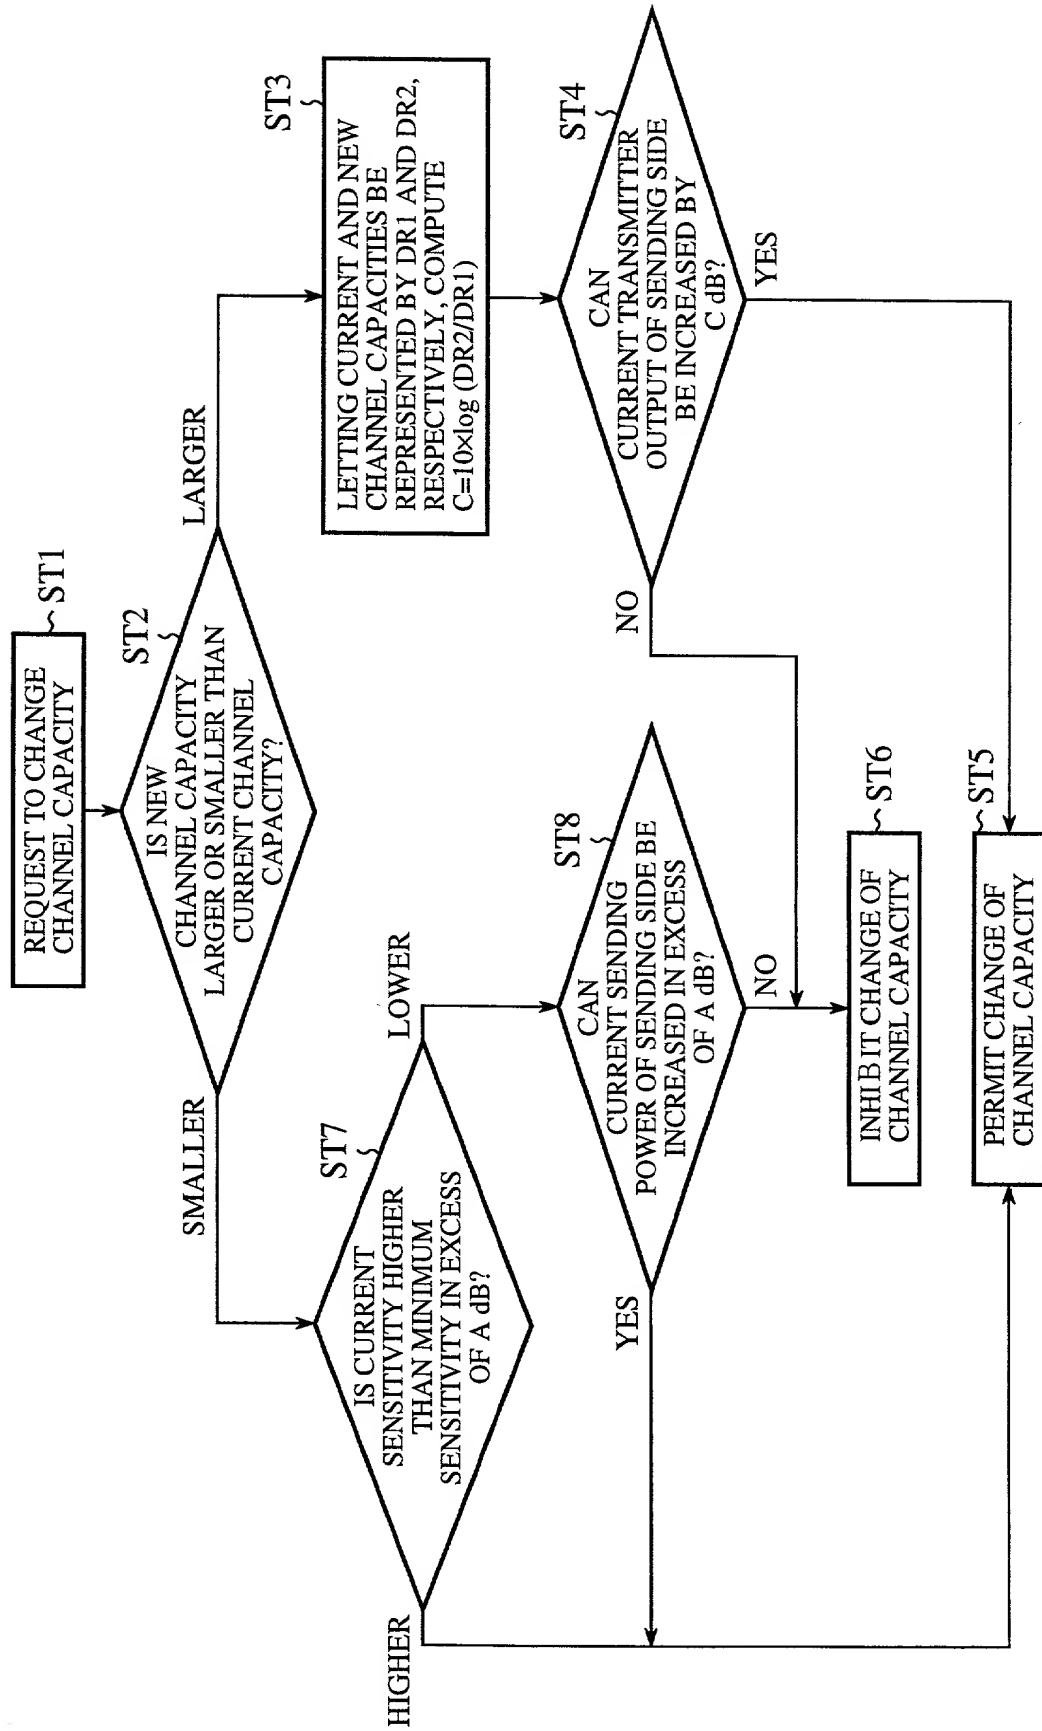 REQUEST TO CHANGE
CHANNEL CAPACITY
ST1
IS NEW
CHANNEL CAPACITY
LARGER OR SMALLER THAN
CURRENT CHANNEL
CAPACITY?
ST2
SMALLER
LARGER
LETTING CURRENT AND NEW
CHANNEL CAPACITIES BE
REPRESENTED BY DR1 AND DR2,
RESPECTIVELY, COMPUTE
C=10×log (DR2/DR1)
ST3
IS CURRENT
SENSITIVITY HIGHER
THAN MINIMUM
SENSITIVITY IN EXCESS
OF A dB?
ST7
HIGHER
LOWER
CAN
CURRENT SENDING
POWER OF SENDING SIDE BE
INCREASED IN EXCESS
OF A dB?
ST8
YES
NO
CAN
CURRENT TRANSMITTER
OUTPUT OF SENDING SIDE
BE INCREASED BY
C dB?
ST4
NO
YES
INHIBIT CHANGE OF
CHANNEL CAPACITY
ST6
PERMIT CHANGE OF
CHANNEL CAPACITY
ST5